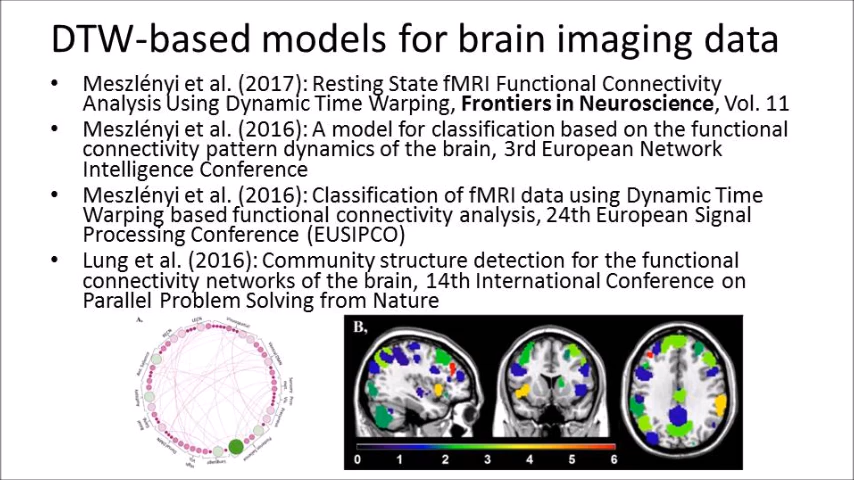 DTW-based models for brain imaging data
• Meszlényi et al. (2017): Resting State fMRI Functional Connectivity
Analysis Using Dynamic Time Warping, Frontiers in Neuroscience, Vol. 11
• Meszlényi et al. (2016): A model for classification based on the functional
connectivity pattern dynamics of the brain, 3rd European Network
Intelligence Conference
• Meszlényi et al. (2016): Classification of fMRI data using Dynamic Time
Warping based functional connectivity analysis, 24th European Signal
Processing Conference (EUSIPCO)
• Lung et al. (2016): Community structure detection for the functional
connectivity networks of the brain, 14th International Conference on
Parallel Problem Solving from Nature
A.
B,
0 1 2 3 4 5 6